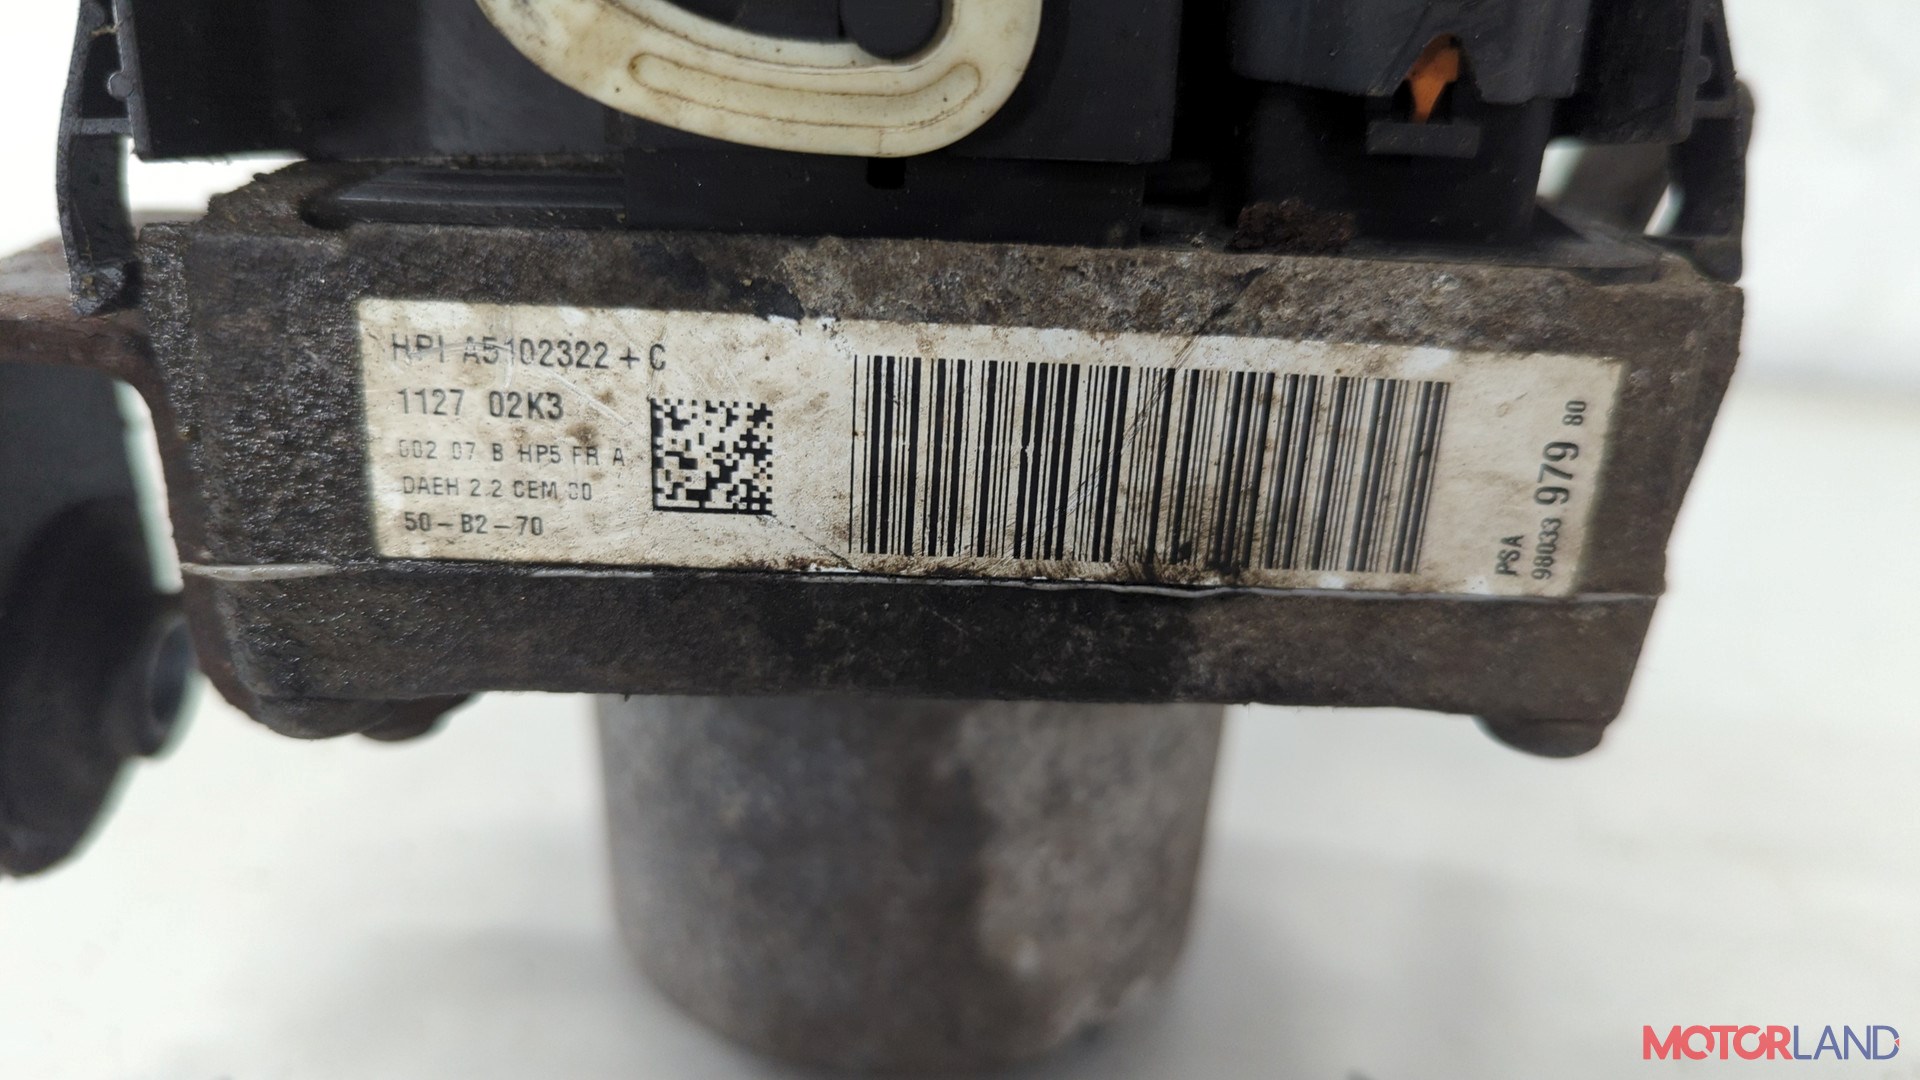 HPI A5102322+C
1127 02K3
002 07 B HP5 FR A
DAEH 2.2 CEM 00
50-B2-70
PSA
98033 979 80
MOTORLAND